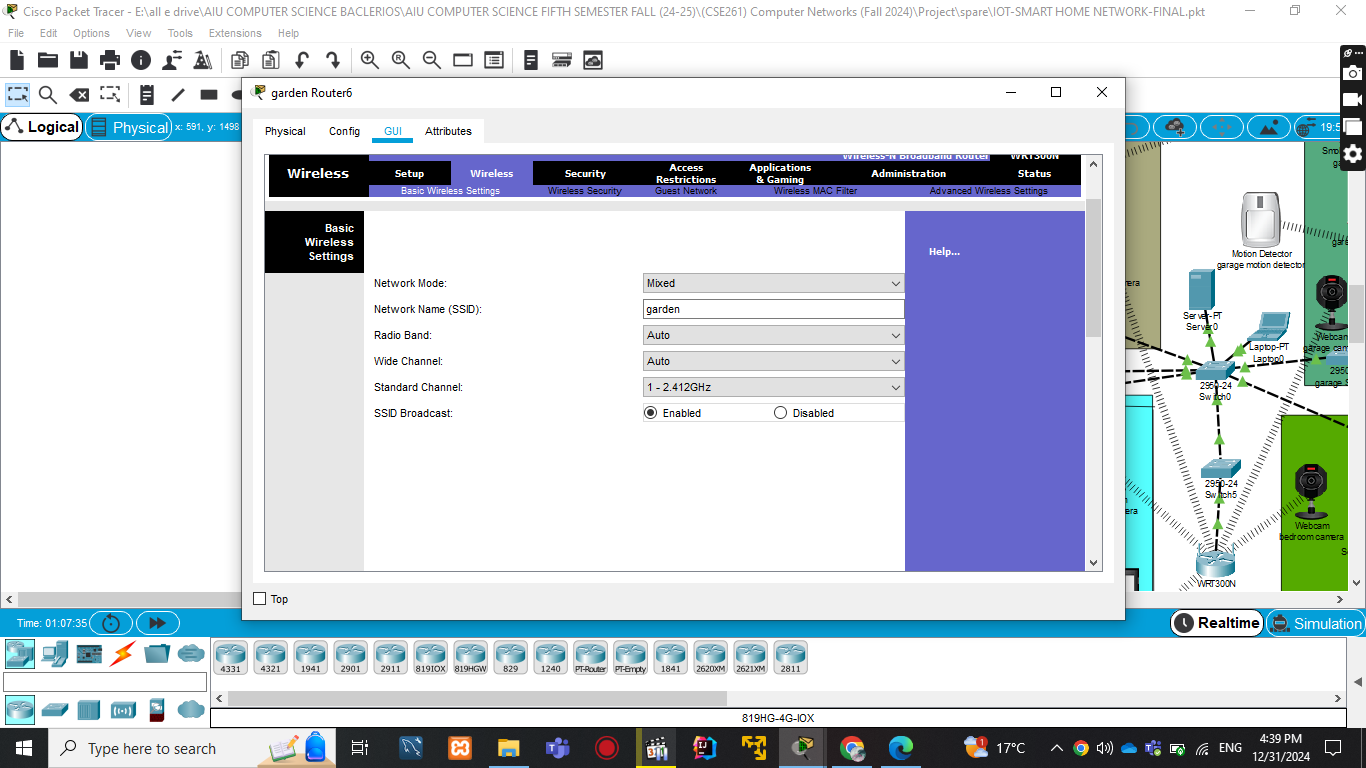 Cisco Packet Tracer - E:\all e drive\AIU COMPUTER SCIENCE BACLERIOS\AIU COMPUTER SCIENCE FIFTH SEMESTER FALL (24-25)\(CSE261) Computer Networks (Fall 2024)\Project\spare\IOT-SMART HOME NETWORK-FINAL.pkt
File Edit Options View Tools Extensions Help
garden Router6
Logical Physical x: 591, y: 1498
Physical Config GUI Attributes
Wireless-N Broadband Router WRT300N
Wireless Setup Wireless Security Access Restrictions Applications & Gaming Administration Status
Basic Wireless Settings Wireless Security Guest Network Wireless MAC Filter Advanced Wireless Settings
Basic
Wireless
Settings
Help...
Network Mode: Mixed
Network Name (SSID): garden
Radio Band: Auto
Wide Channel: Auto
Standard Channel: 1 - 2.412GHz
SSID Broadcast: Enabled Disabled
Top
Motion Detector
garage motion detector
Server-PT
Server0
Laptop-PT
Laptop0
Webcam
garage cam
2950-24
Switch0
2950-24
Switch5
Webcam
bedroom camera
WRT300N
Time: 01:07:35
Realtime Simulation
4331 4321 1941 2901 2911 819IOX 819HGW 829 1240 PT-Router PT-Empty 1841 2620XM 2621XM 2811
819HG-4G-IOX
Type here to search
1
17°C
ENG
4:39 PM
12/31/2024